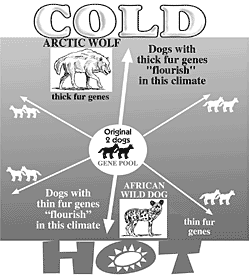 COLD
ARCTIC WOLF
thick fur genes
Dogs with
thick fur genes
"flourish"
in this climate
Original
2 dogs
GENE POOL
Dogs with
thin fur genes
"flourish"
in this climate
AFRICAN
WILD DOG
thin fur
genes
HOT